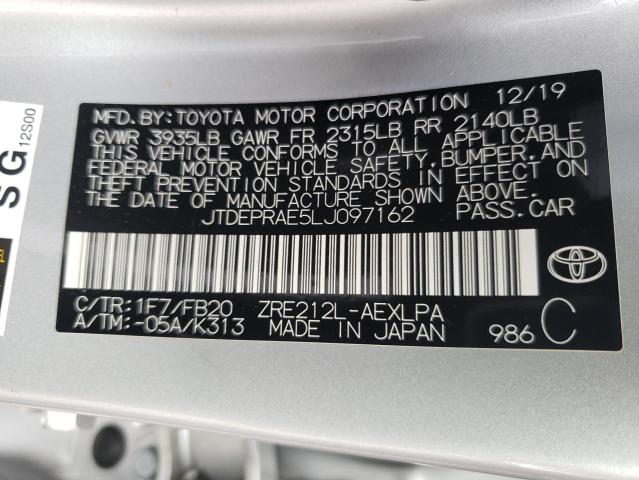 MFD.BY:TOYOTA MOTOR CORPORATION 12/19
GVWR 3935LB GAWR FR 2315LB RR 2140LB
THIS VEHICLE CONFORMS TO ALL APPLICABLE
FEDERAL MOTOR VEHICLE SAFETY,BUMPER,AND
THEFT PREVENTION STANDARDS IN EFFECT ON
THE DATE OF MANUFACTURE SHOWN ABOVE.
JTDEPRAE5LJ097162 PASS.CAR
C/TR:1F7/FB20 ZRE212L-AEXLPA
A/TM:-05A/K313 MADE IN JAPAN 986 C
SG
12S00